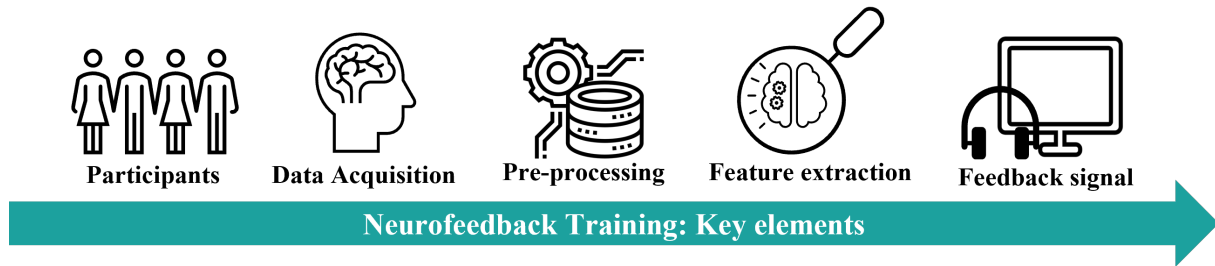 Participants
Data Acquisition
Pre-processing
Feature extraction
Feedback signal
Neurofeedback Training: Key elements